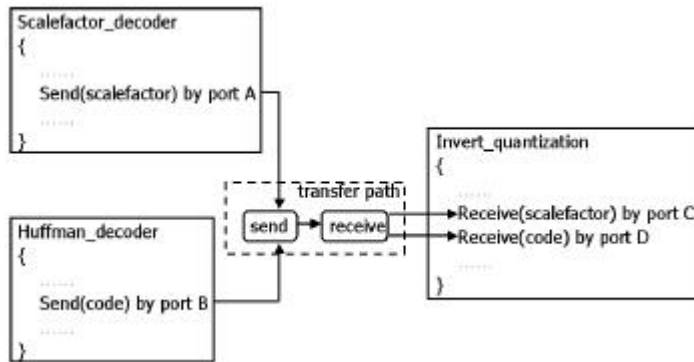 Scalefactor_decoder
{
......
Send(scalefactor) by port A
......
}
Huffman_decoder
{
......
Send(code) by port B
......
}
transfer path
send
receive
Invert_quantization
{
......
Receive(scalefactor) by port C
Receive(code) by port D
......
}